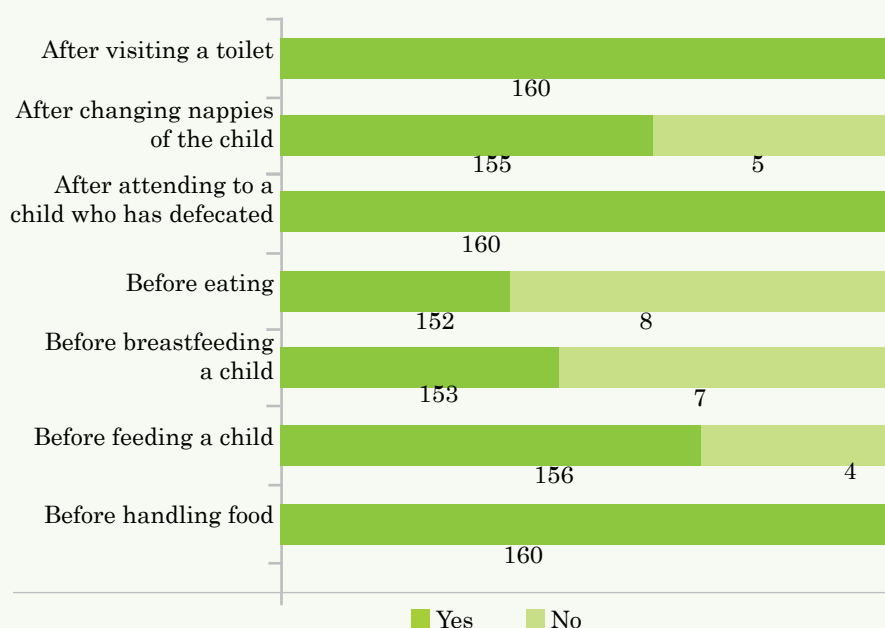 After visiting a toilet
160
After changing nappies
of the child
155 5
After attending to a
child who has defecated
160
Before eating
152 8
Before breastfeeding
a child
153 7
Before feeding a child
156 4
Before handling food
160
Yes No